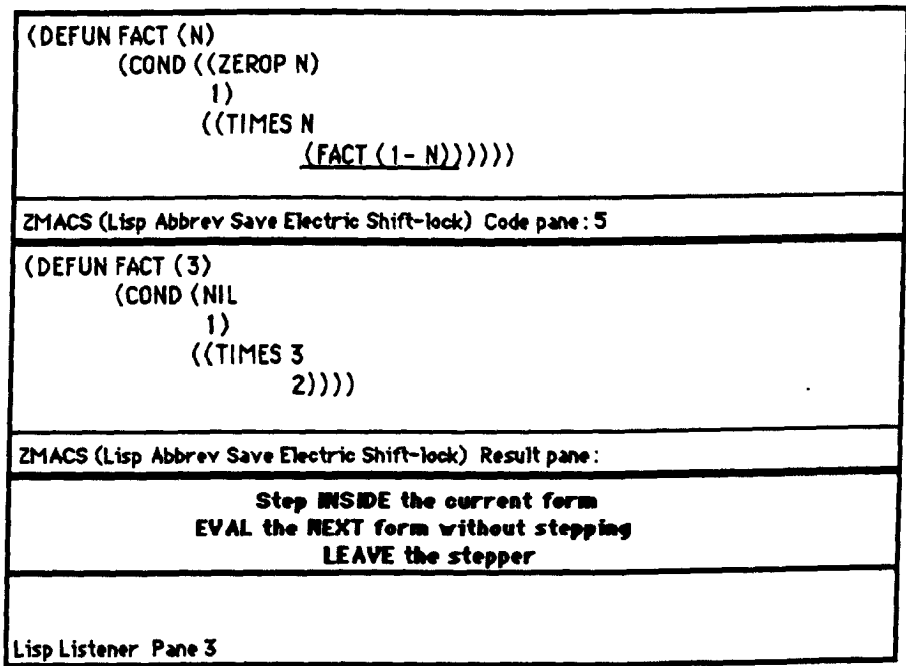 (DEFUN FACT (N)
(COND ((ZEROP N)
1)
((TIMES N
(FACT (1- N))))))
ZMACS (Lisp Abbrev Save Electric Shift-lock) Code pane: 5
(DEFUN FACT (3)
(COND (NIL
1)
((TIMES 3
2))))
ZMACS (Lisp Abbrev Save Electric Shift-lock) Result pane:
Step INSIDE the current form
EVAL the NEXT form without stepping
LEAVE the stepper
Lisp Listener Pane 3